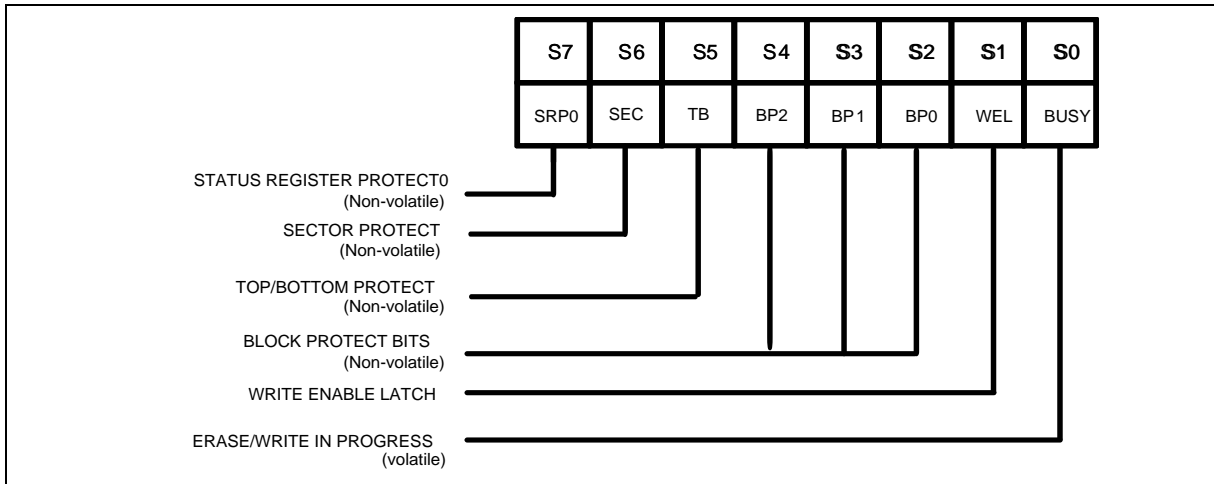 S7 S6 S5 S4 S3 S2 S1 S0
SRP0 SEC TB BP2 BP1 BP0 WEL BUSY
STATUS REGISTER PROTECT0
(Non-volatile)
SECTOR PROTECT
(Non-volatile)
TOP/BOTTOM PROTECT
(Non-volatile)
BLOCK PROTECT BITS
(Non-volatile)
WRITE ENABLE LATCH
ERASE/WRITE IN PROGRESS
(volatile)